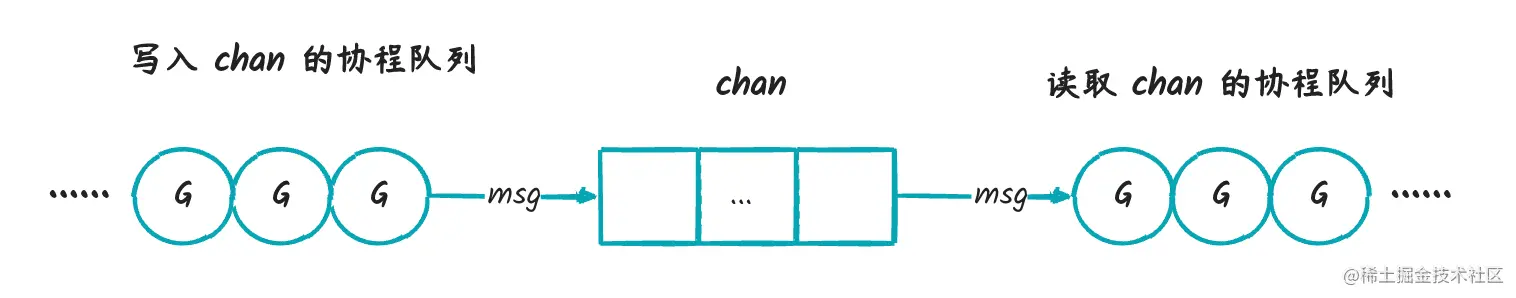 写入 chan 的协程队列
chan
读取 chan 的协程队列
...... G G G msg ... msg G G G ......
@稀土掘金技术社区